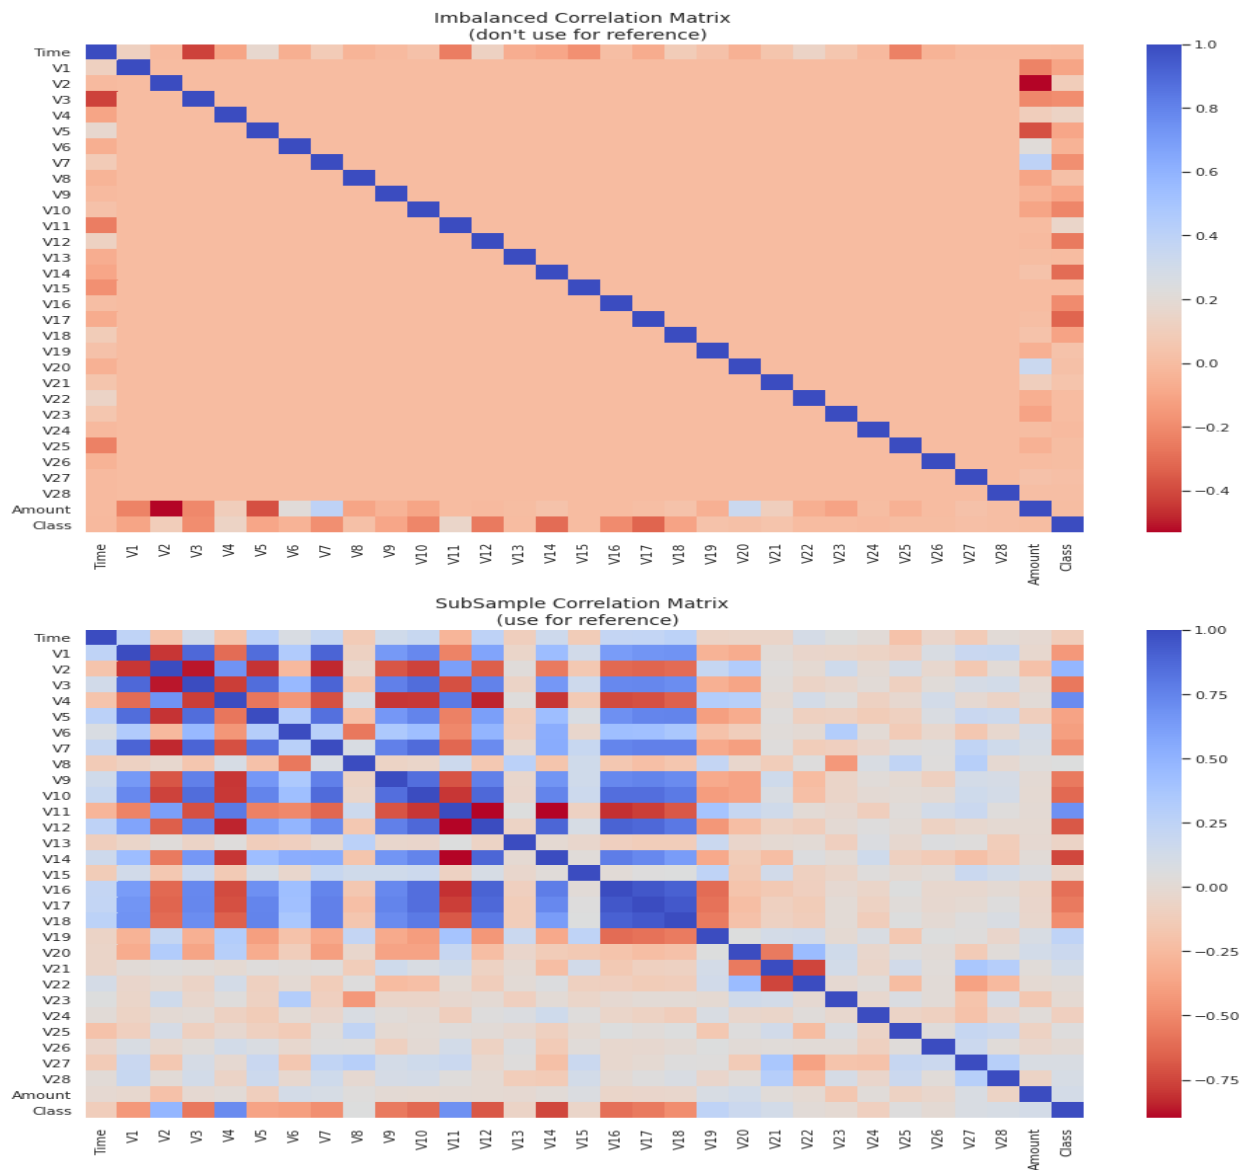 Imbalanced Correlation Matrix
(don't use for reference)
Time
V1
V2
V3
V4
V5
V6
V7
V8
V9
V10
V11
V12
V13
V14
V15
V16
V17
V18
V19
V20
V21
V22
V23
V24
V25
V26
V27
V28
Amount
Class
Time V1 V2 V3 V4 V5 V6 V7 V8 V9 V10 V11 V12 V13 V14 V15 V16 V17 V18 V19 V20 V21 V22 V23 V24 V25 V26 V27 V28 Amount Class
1.0
0.8
0.6
0.4
0.2
0.0
−0.2
−0.4
SubSample Correlation Matrix
(use for reference)
Time
V1
V2
V3
V4
V5
V6
V7
V8
V9
V10
V11
V12
V13
V14
V15
V16
V17
V18
V19
V20
V21
V22
V23
V24
V25
V26
V27
V28
Amount
Class
Time V1 V2 V3 V4 V5 V6 V7 V8 V9 V10 V11 V12 V13 V14 V15 V16 V17 V18 V19 V20 V21 V22 V23 V24 V25 V26 V27 V28 Amount Class
1.00
0.75
0.50
0.25
0.00
−0.25
−0.50
−0.75